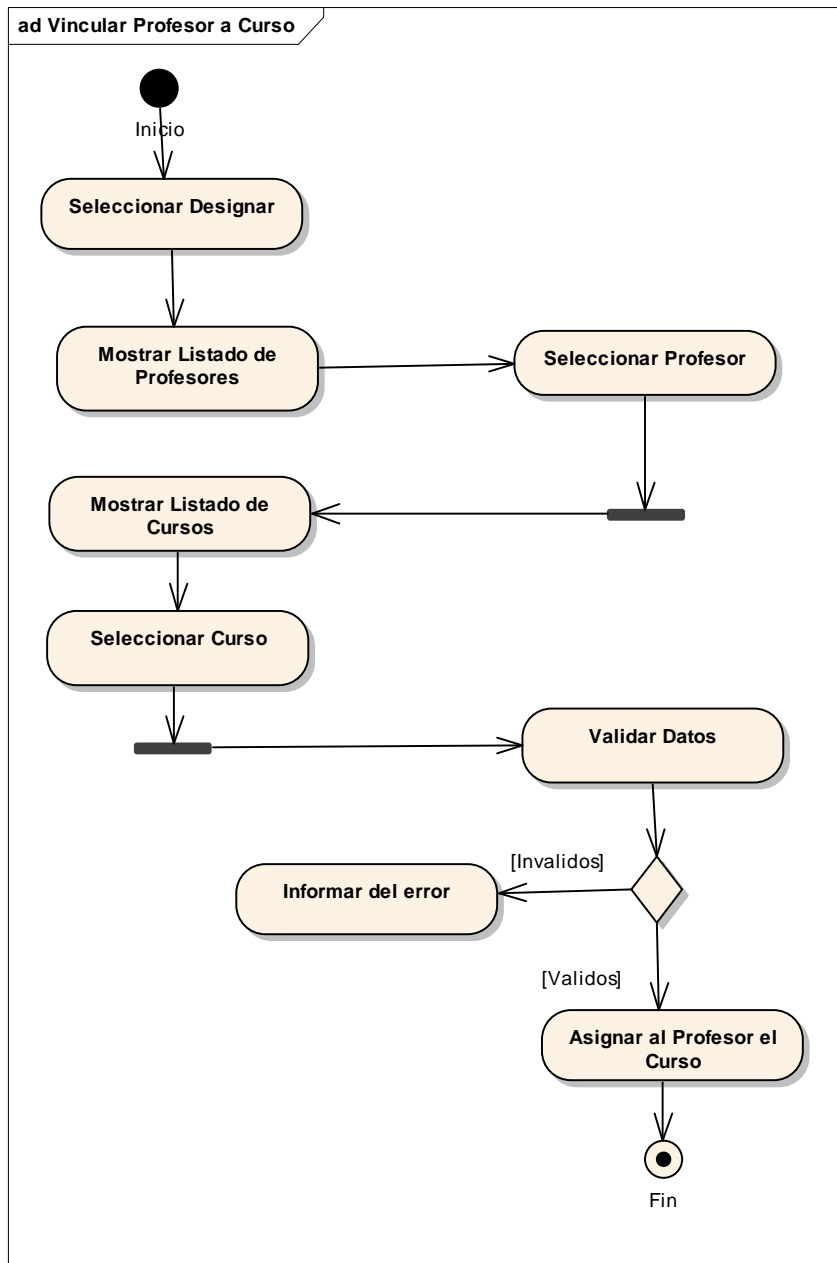 ad Vincular Profesor a Curso
Inicio
Seleccionar Designar
Mostrar Listado de
Profesores
Seleccionar Profesor
Mostrar Listado de
Cursos
Seleccionar Curso
Validar Datos
[Invalidos]
Informar del error
[Validos]
Asignar al Profesor el
Curso
Fin